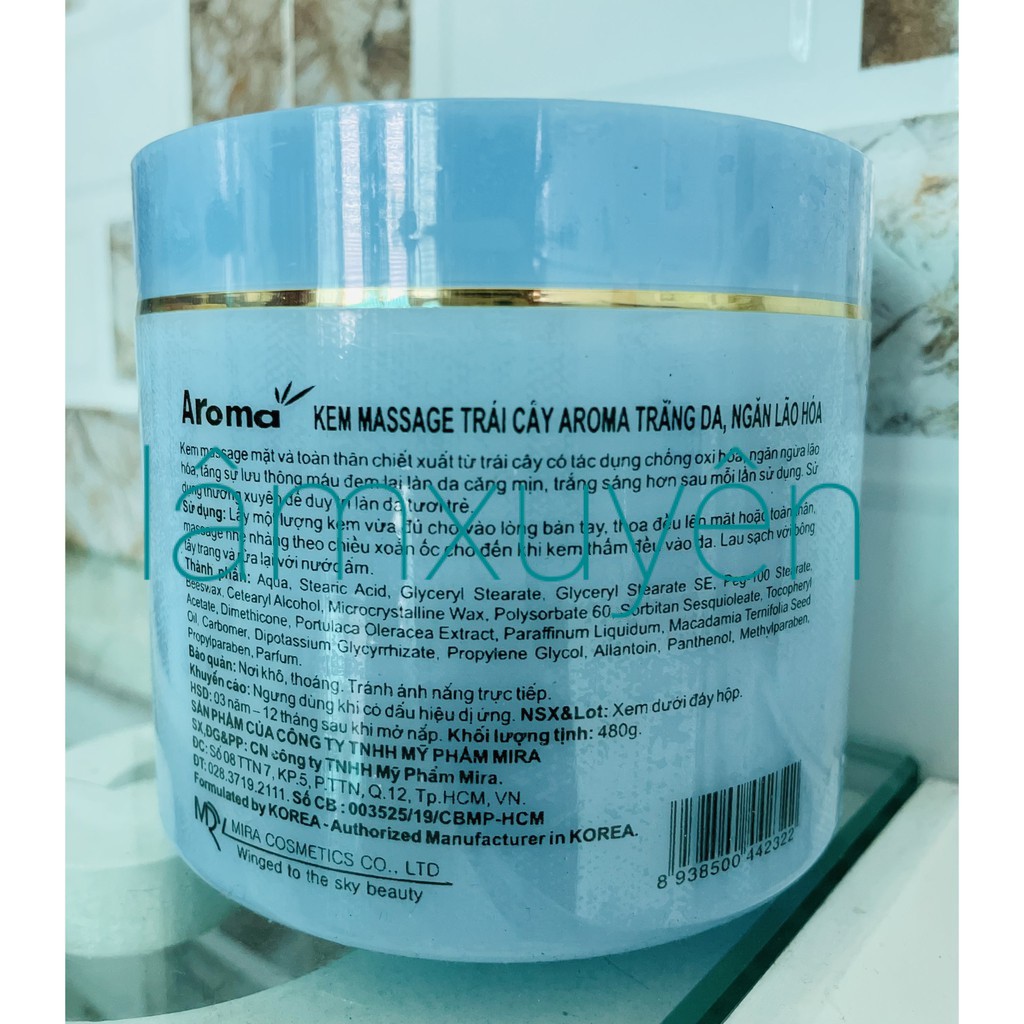 Aroma KEM MASSAGE TRÁI CÂY AROMA TRẮNG DA, NGĂN LÃO HÓA
Kem massage mặt và toàn thân chiết xuất từ trái cây có tác dụng chống oxi hóa, ngăn ngừa lão
hóa, tăng sự lưu thông máu đem lại làn da căng mịn, trắng sáng hơn sau mỗi lần sử dụng. Sử
dụng thường xuyên để duy trì làn da tươi trẻ.
Sử dụng: Lấy một lượng kem vừa đủ cho vào lòng bàn tay, thoa đều lên mặt hoặc toàn thân,
massage nhẹ nhàng theo chiều xoắn ốc cho đến khi kem thấm đều vào da. Lau sạch với bông
tẩy trang và rửa lại với nước ấm.
Thành phần: Aqua, Stearic Acid, Glyceryl Stearate, Glyceryl Stearate SE, Peg-100 Stearate,
Beeswax, Cetearyl Alcohol, Microcrystalline Wax, Polysorbate 60, Sorbitan Sesquioleate, Tocopheryl
Acetate, Dimethicone, Portulaca Oleracea Extract, Paraffinum Liquidum, Macadamia Ternifolia Seed
Oil, Carbomer, Dipotassium Glycyrrhizate, Propylene Glycol, Allantoin, Panthenol, Methylparaben,
Propylparaben, Parfum.
Bảo quản: Nơi khô, thoáng. Tránh ánh nắng trực tiếp.
Khuyến cáo: Ngưng dùng khi có dấu hiệu dị ứng. NSX&Lot: Xem dưới đáy hộp.
HSD: 03 năm – 12 tháng sau khi mở nắp. Khối lượng tịnh: 480g.
SẢN PHẨM CỦA CÔNG TY TNHH MỸ PHẨM MIRA
SX,ĐG&PP: CN công ty TNHH Mỹ Phẩm Mira.
ĐC: Số 08 TTN 7, KP.5, P.TTN, Q.12, Tp.HCM, VN.
ĐT: 028.3719.2111. Số CB : 003525/19/CBMP-HCM
Formulated by KOREA - Authorized Manufacturer in KOREA.
MIRA COSMETICS CO., LTD
Winged to the sky beauty
8 938500 442322
lâmxuyên